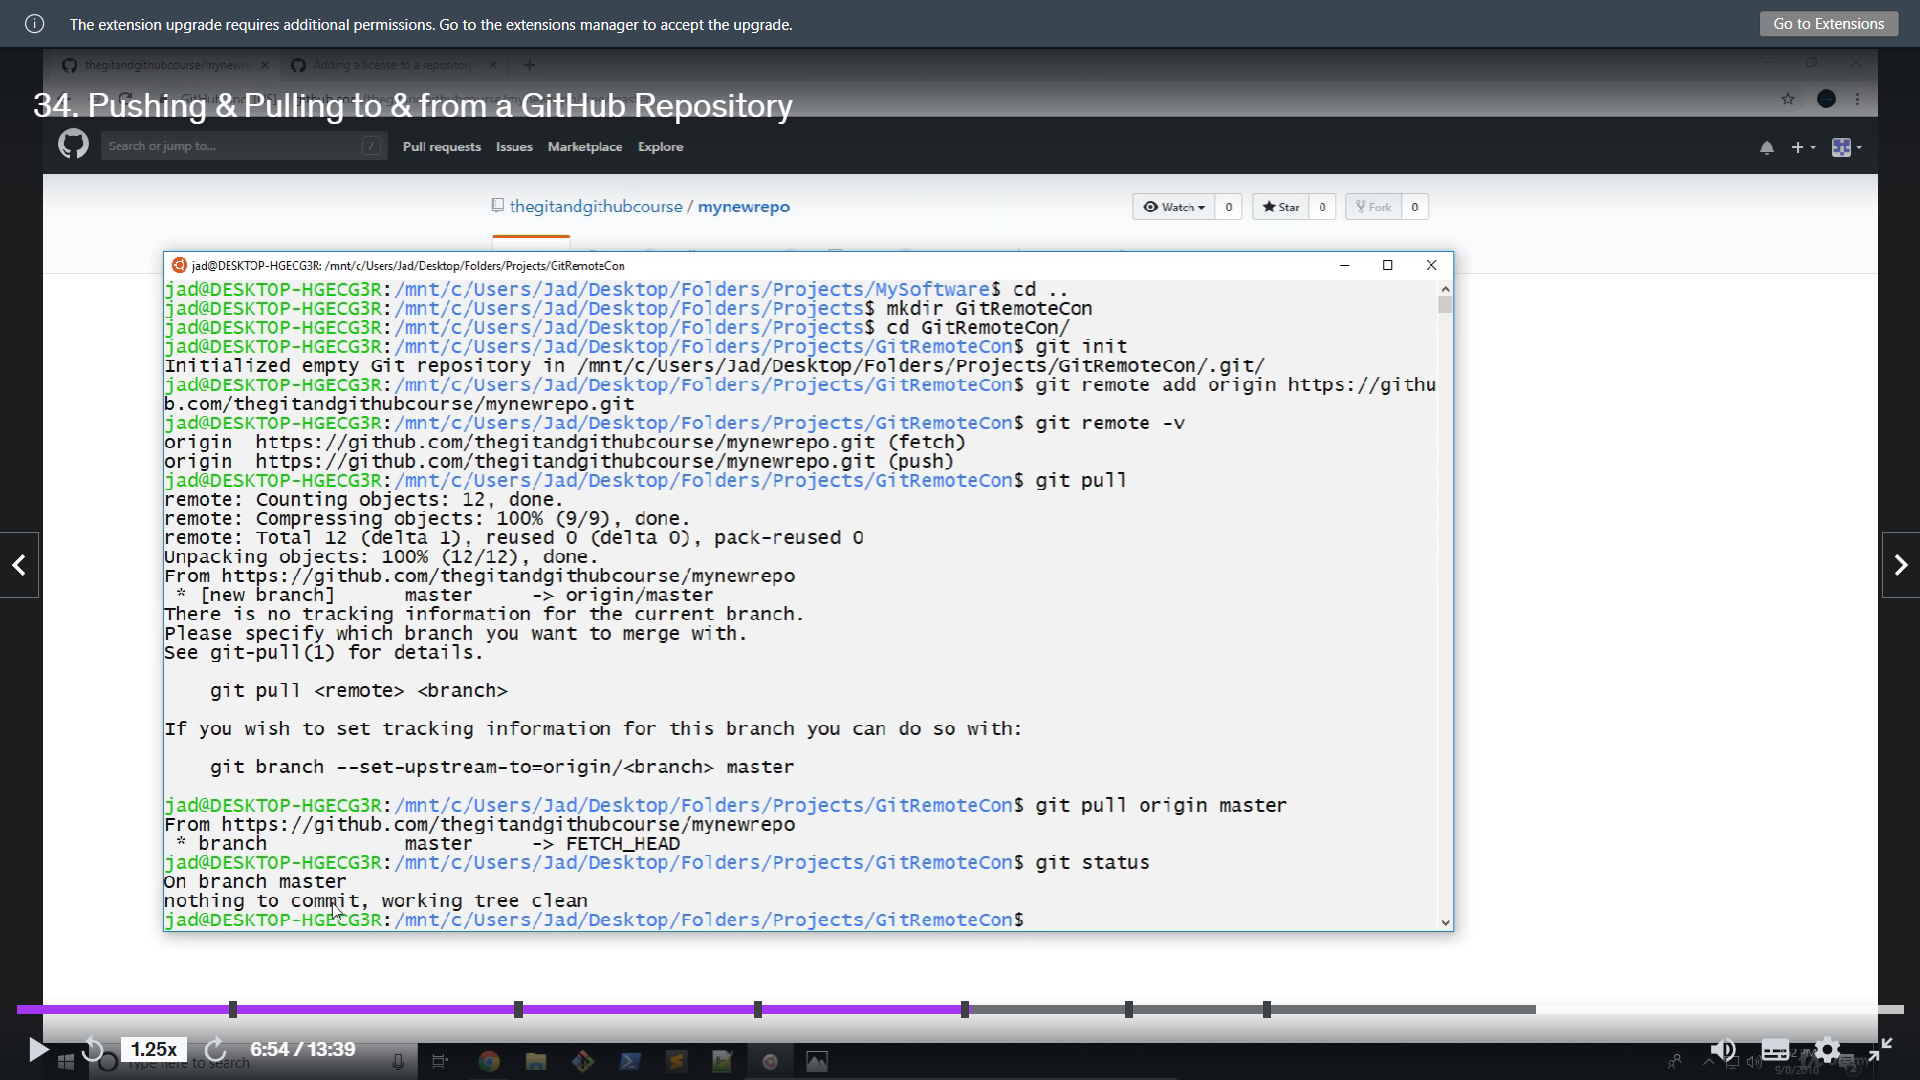 The extension upgrade requires additional permissions. Go to the extensions manager to accept the upgrade.
Go to Extensions
thegitandgithubcourse/mynewre
Adding a license to a repository
34. Pushing & Pulling to & from a GitHub Repository
Search or jump to...
/
Pull requests
Issues
Marketplace
Explore
thegitandgithubcourse / mynewrepo
Watch 0
Star 0
Fork 0
jad@DESKTOP-HGECG3R: /mnt/c/Users/Jad/Desktop/Folders/Projects/GitRemoteCon
jad@DESKTOP-HGECG3R:/mnt/c/Users/Jad/Desktop/Folders/Projects/MySoftware$ cd ..
jad@DESKTOP-HGECG3R:/mnt/c/Users/Jad/Desktop/Folders/Projects$ mkdir GitRemoteCon
jad@DESKTOP-HGECG3R:/mnt/c/Users/Jad/Desktop/Folders/Projects$ cd GitRemoteCon/
jad@DESKTOP-HGECG3R:/mnt/c/Users/Jad/Desktop/Folders/Projects/GitRemoteCon$ git init
Initialized empty Git repository in /mnt/c/Users/Jad/Desktop/Folders/Projects/GitRemoteCon/.git/
jad@DESKTOP-HGECG3R:/mnt/c/Users/Jad/Desktop/Folders/Projects/GitRemoteCon$ git remote add origin https://githu
b.com/thegitandgithubcourse/mynewrepo.git
jad@DESKTOP-HGECG3R:/mnt/c/Users/Jad/Desktop/Folders/Projects/GitRemoteCon$ git remote -v
origin  https://github.com/thegitandgithubcourse/mynewrepo.git (fetch)
origin  https://github.com/thegitandgithubcourse/mynewrepo.git (push)
jad@DESKTOP-HGECG3R:/mnt/c/Users/Jad/Desktop/Folders/Projects/GitRemoteCon$ git pull
remote: Counting objects: 12, done.
remote: Compressing objects: 100% (9/9), done.
remote: Total 12 (delta 1), reused 0 (delta 0), pack-reused 0
Unpacking objects: 100% (12/12), done.
From https://github.com/thegitandgithubcourse/mynewrepo
 * [new branch]      master     -> origin/master
There is no tracking information for the current branch.
Please specify which branch you want to merge with.
See git-pull(1) for details.
git pull <remote> <branch>
If you wish to set tracking information for this branch you can do so with:
git branch --set-upstream-to=origin/<branch> master
jad@DESKTOP-HGECG3R:/mnt/c/Users/Jad/Desktop/Folders/Projects/GitRemoteCon$ git pull origin master
From https://github.com/thegitandgithubcourse/mynewrepo
 * branch            master     -> FETCH_HEAD
jad@DESKTOP-HGECG3R:/mnt/c/Users/Jad/Desktop/Folders/Projects/GitRemoteCon$ git status
On branch master
nothing to commit, working tree clean
jad@DESKTOP-HGECG3R:/mnt/c/Users/Jad/Desktop/Folders/Projects/GitRemoteCon$
1.25x
6:54 / 13:39
Type here to search
9/8/2018